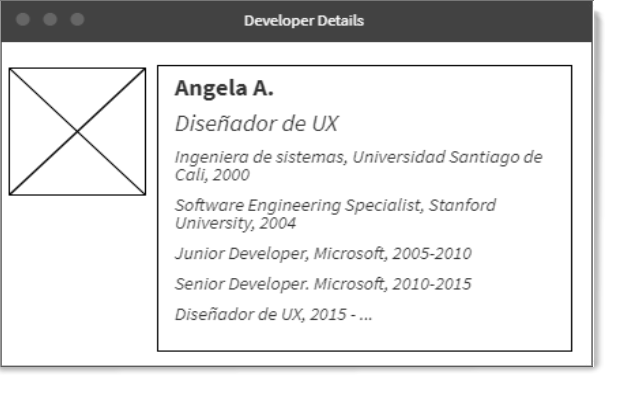 Developer Details
Angela A.
Diseñador de UX
Ingeniera de sistemas, Universidad Santiago de
Cali, 2000
Software Engineering Specialist, Stanford
University, 2004
Junior Developer, Microsoft, 2005-2010
Senior Developer. Microsoft, 2010-2015
Diseñador de UX, 2015 - ...